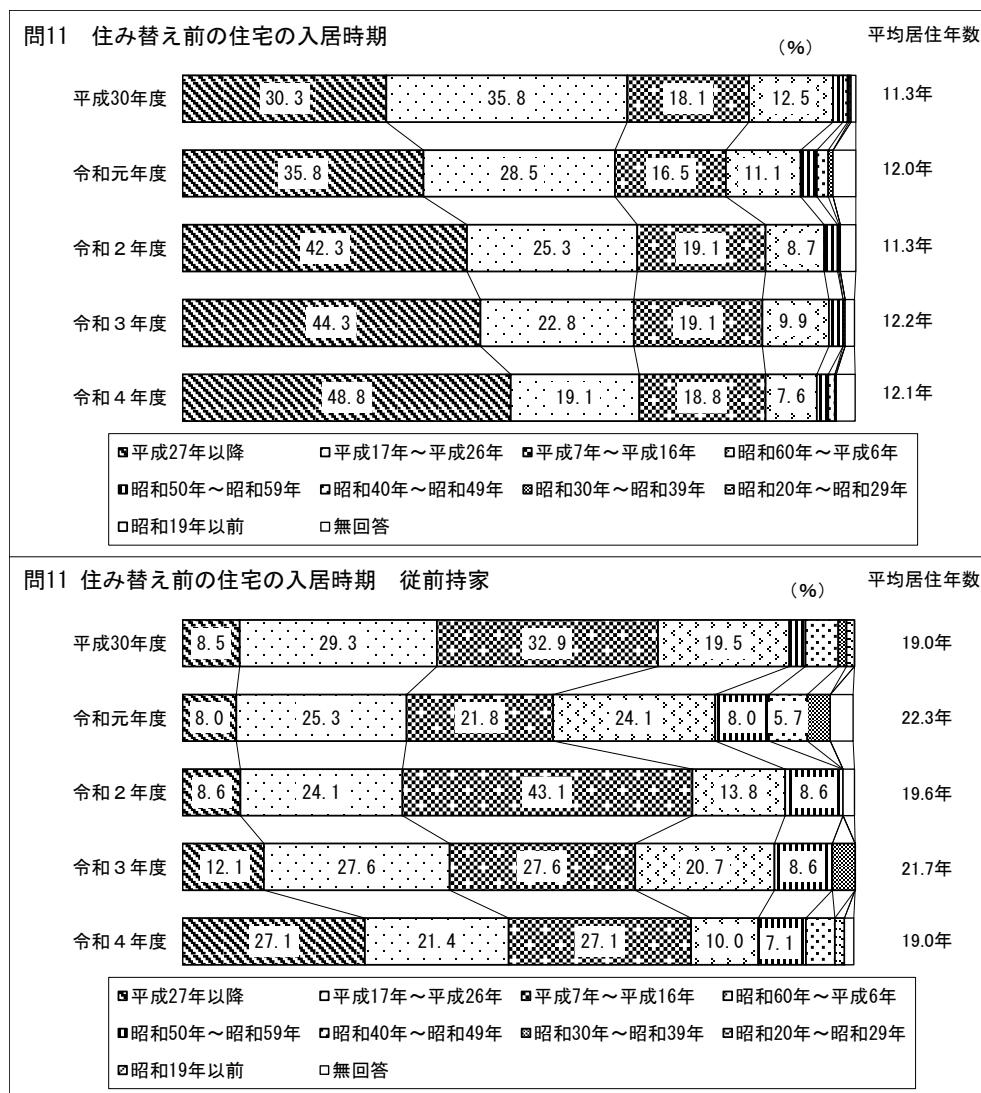 問11　住み替え前の住宅の入居時期
（%）
平均居住年数
平成30年度 30.3 35.8 18.1 12.5 11.3年
令和元年度 35.8 28.5 16.5 11.1 12.0年
令和２年度 42.3 25.3 19.1 8.7 11.3年
令和３年度 44.3 22.8 19.1 9.9 12.2年
令和４年度 48.8 19.1 18.8 7.6 12.1年
平成27年以降 平成17年～平成26年 平成7年～平成16年 昭和60年～平成6年
昭和50年～昭和59年 昭和40年～昭和49年 昭和30年～昭和39年 昭和20年～昭和29年
昭和19年以前 無回答
問11 住み替え前の住宅の入居時期　従前持家
（%）
平均居住年数
平成30年度 8.5 29.3 32.9 19.5 19.0年
令和元年度 8.0 25.3 21.8 24.1 8.0 5.7 22.3年
令和２年度 8.6 24.1 43.1 13.8 8.6 19.6年
令和３年度 12.1 27.6 27.6 20.7 8.6 21.7年
令和４年度 27.1 21.4 27.1 10.0 7.1 19.0年
平成27年以降 平成17年～平成26年 平成7年～平成16年 昭和60年～平成6年
昭和50年～昭和59年 昭和40年～昭和49年 昭和30年～昭和39年 昭和20年～昭和29年
昭和19年以前 無回答